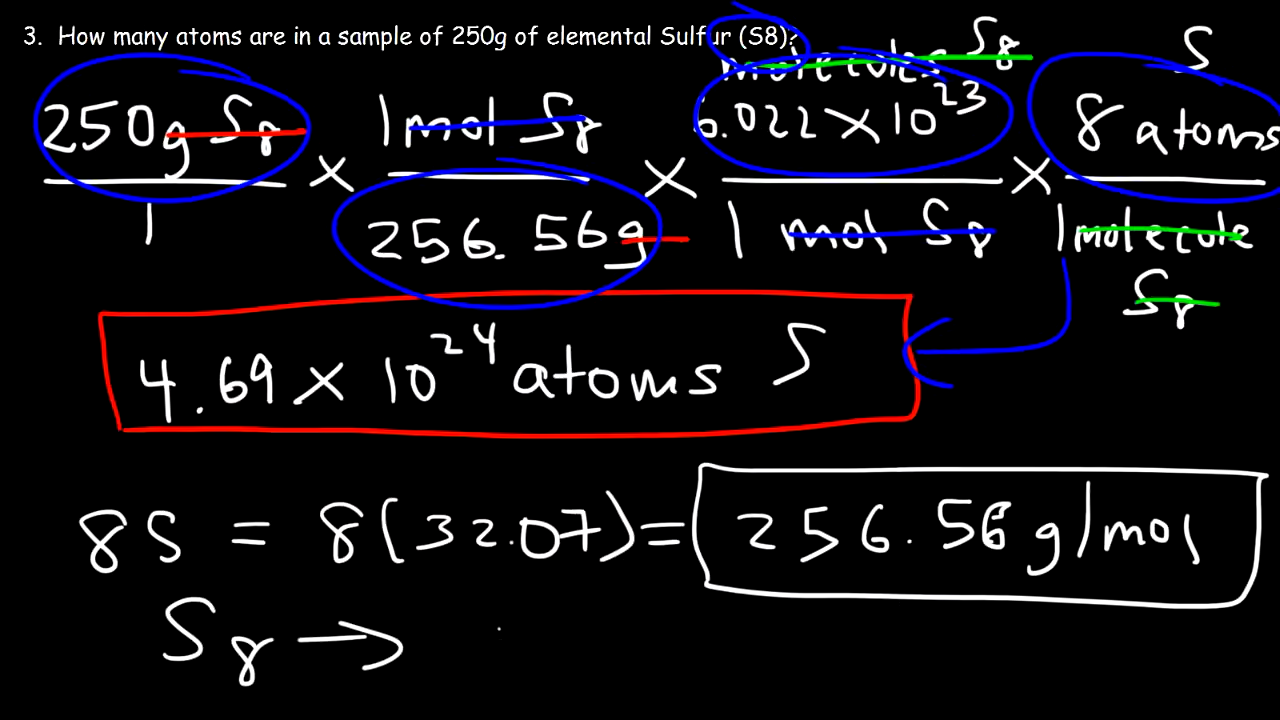 3. How many atoms are in a sample of 250g of elemental Sulfur (S8)?
molecules S8 S
250g S8 1 mol S8 6.022 × 10^23 8 atoms
× × ×
1 256.56g 1 mol S8 1 molecule
S8
4.69 × 10^24 atoms S
8S = 8(32.07) = 256.56 g/mol
S8 →